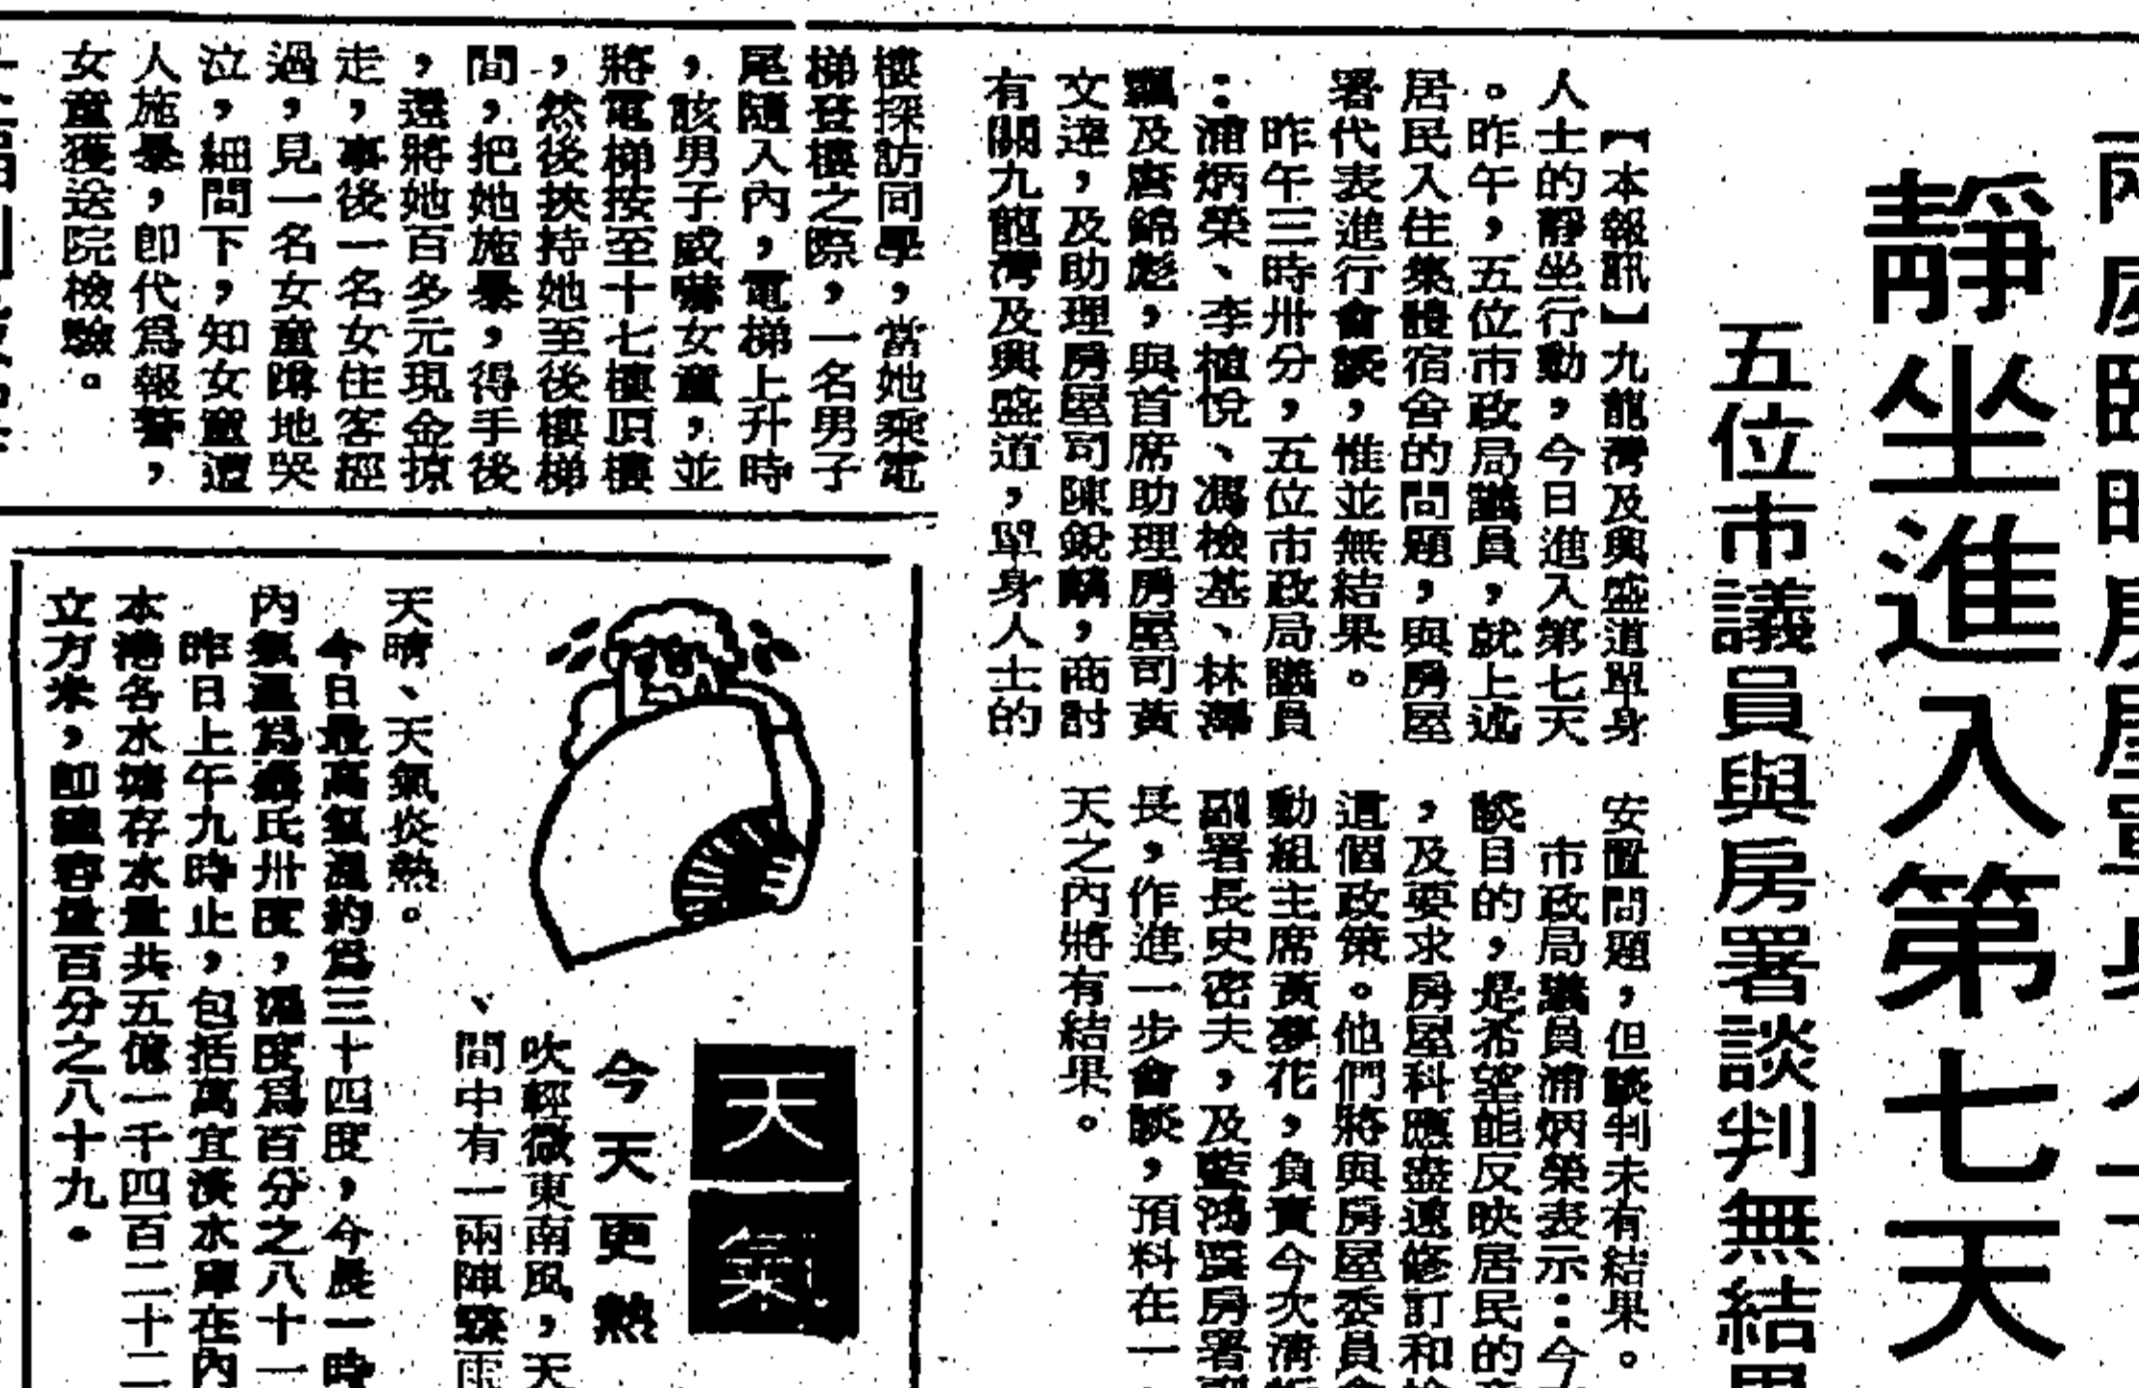 靜坐進入第七天
五位市議員與房署談判無結果
【本報訊】九龍灣及興盛道單身
人士的靜坐行動，今日進入第七天
。昨午，五位市政局議員，就上述
居民入住集體宿舍的問題，與房屋
署代表進行會談，惟並無結果。
昨午三時卅分，五位市政局議員
：浦炳榮、李植悅、馮檢基、林
飄及唐錦彪，與首席助理房屋司黃
文達，及助理房屋司陳銳麟，商討
有關九龍灣及興盛道，單身人士的
安置問題，但談判未有結果。
市政局議員浦炳榮表示：今
談目的，是希望能反映居民的意
，及要求房屋科應盡速修訂和檢
這個政策。他們將與房屋委員會
動組主席黃夢花，負責今次清拆
副署長史密夫，及藍鴻震房署副
長，作進一步會談，預料在一
天之內將有結果。
樓探訪同學，當她乘電
梯登樓之際，一名男子
尾隨入內，電梯上升時
，該男子威嚇女童，並
將電梯按至十七樓頂樓
，然後挾持她至後樓梯
間，把她施暴，得手後
，還將她百多元現金掠
走，事後一名女住客經
過，見一名女童蹲地哭
泣，細問下，知女童遭
人施暴，卽代爲報警，
女童獲送院檢驗。
天氣
今天更熱
吹輕微東南風，天
間中有一兩陣驟雨、
天晴、天氣炎熱。
今日最高氣溫約爲三十四度，今晨一時
內氣溫爲攝氏卅度，濕度爲百分之八十一
昨日上午九時止，包括萬宜淡水庫在內
本港各水塘存水量共五億一千四百二十二
立方米，卽總容量百分之八十九。